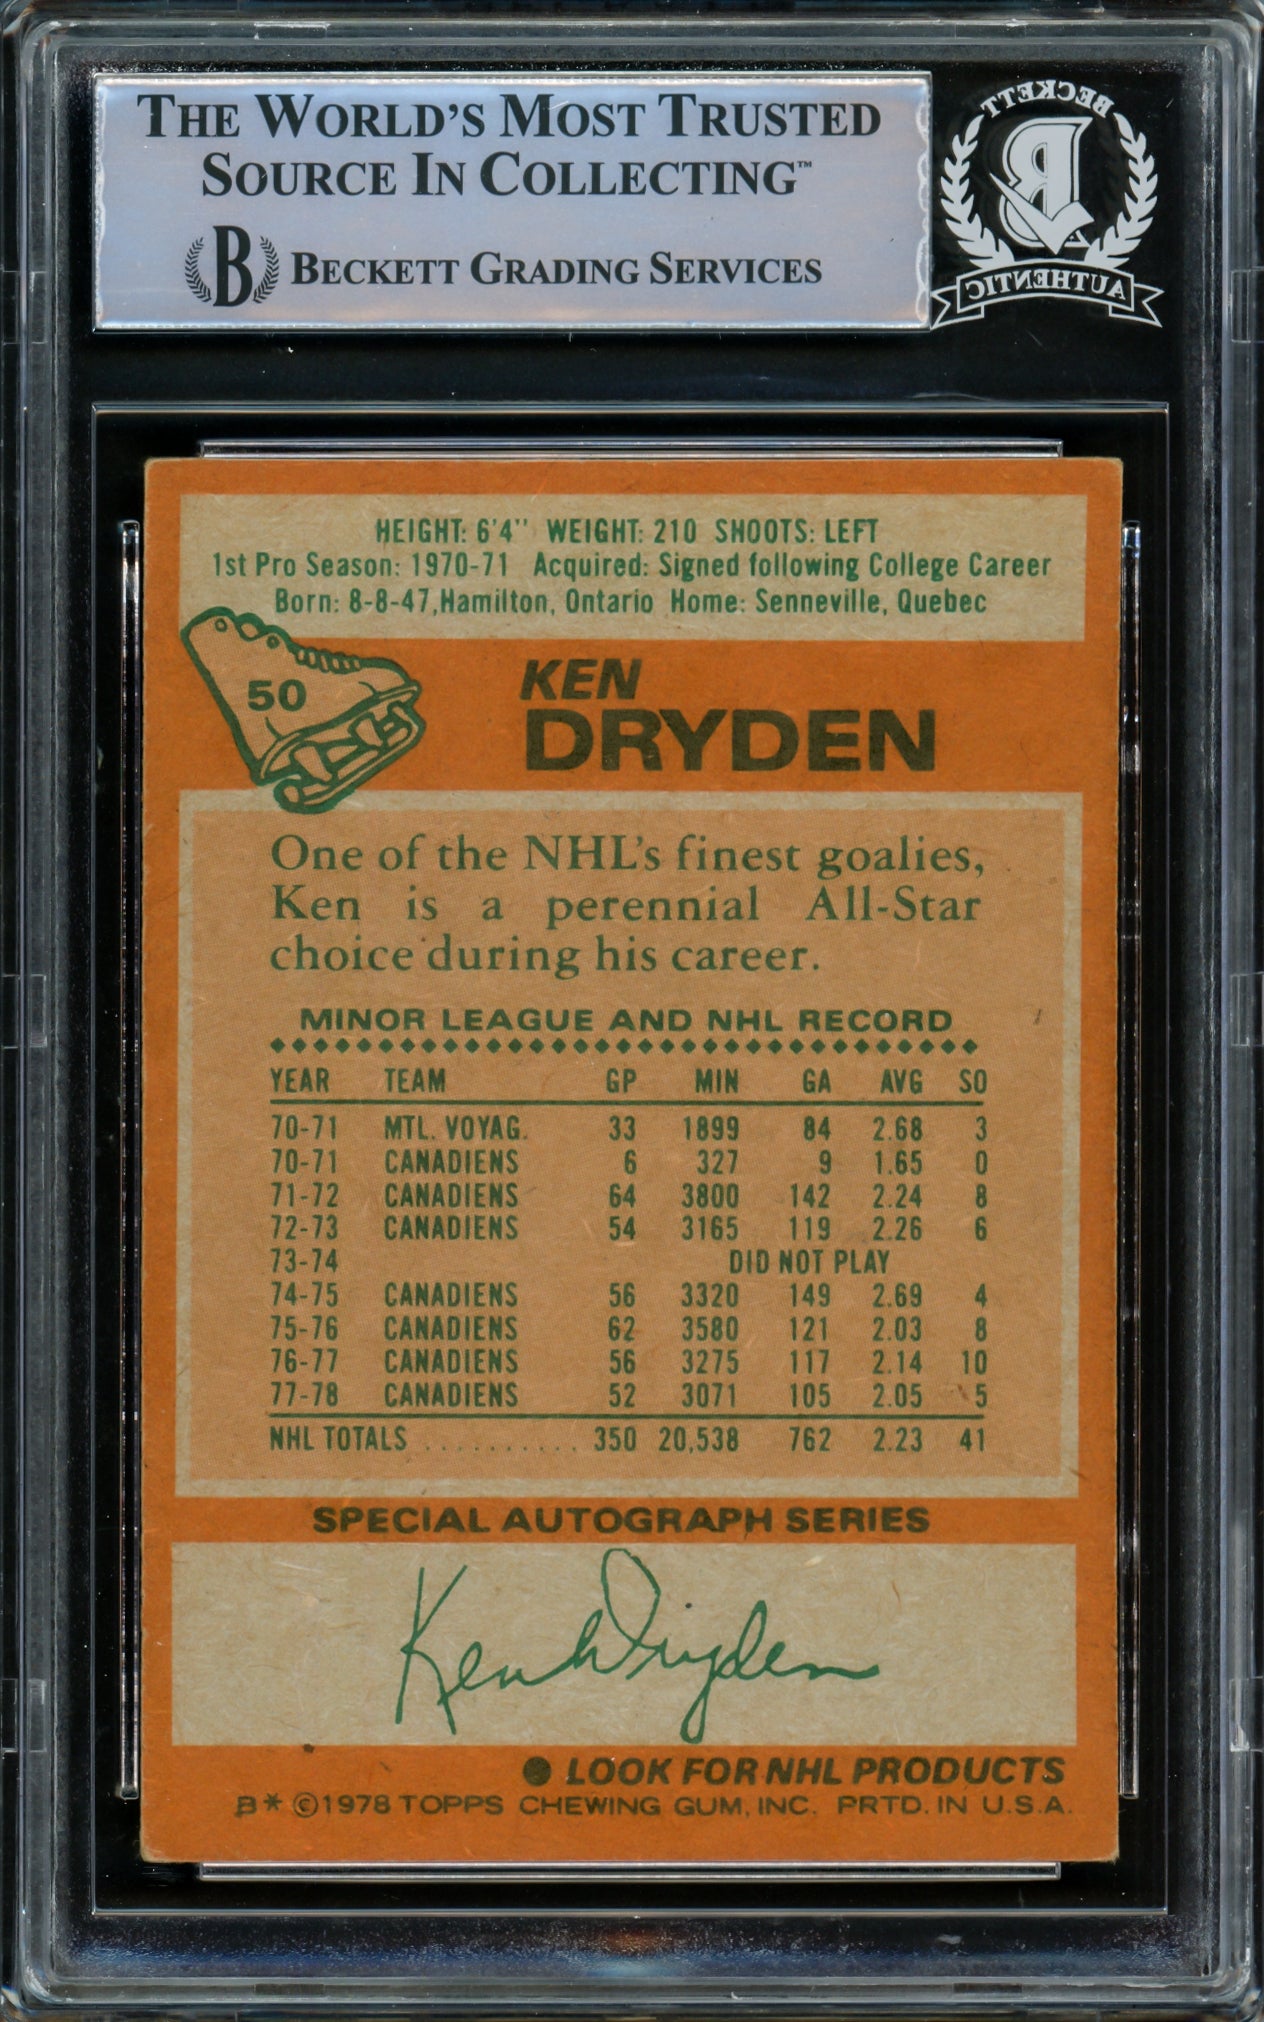 THE WORLD'S MOST TRUSTED
SOURCE IN COLLECTING™
B BECKETT GRADING SERVICES
BECKETT
B
AUTHENTIC
HEIGHT: 6'4" WEIGHT: 210 SHOOTS: LEFT
1st Pro Season: 1970-71 Acquired: Signed following College Career
Born: 8-8-47, Hamilton, Ontario Home: Senneville, Quebec
50
KEN
DRYDEN
One of the NHL's finest goalies,
Ken is a perennial All-Star
choice during his career.
MINOR LEAGUE AND NHL RECORD
YEAR TEAM GP MIN GA AVG SO
70-71 MTL. VOYAG. 33 1899 84 2.68 3
70-71 CANADIENS 6 327 9 1.65 0
71-72 CANADIENS 64 3800 142 2.24 8
72-73 CANADIENS 54 3165 119 2.26 6
73-74 DID NOT PLAY
74-75 CANADIENS 56 3320 149 2.69 4
75-76 CANADIENS 62 3580 121 2.03 8
76-77 CANADIENS 56 3275 117 2.14 10
77-78 CANADIENS 52 3071 105 2.05 5
NHL TOTALS .......... 350 20,538 762 2.23 41
SPECIAL AUTOGRAPH SERIES
Ken Dryden
● LOOK FOR NHL PRODUCTS
B* ©1978 TOPPS CHEWING GUM, INC. PRTD. IN U.S.A.